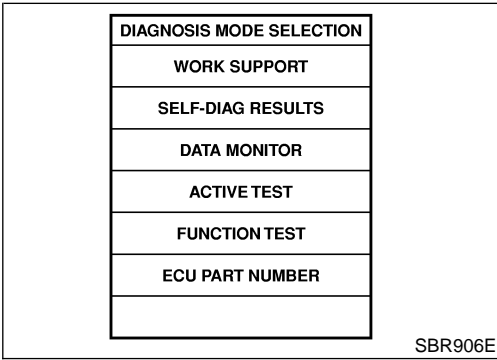 DIAGNOSIS MODE SELECTION
WORK SUPPORT
SELF-DIAG RESULTS
DATA MONITOR
ACTIVE TEST
FUNCTION TEST
ECU PART NUMBER
SBR906E